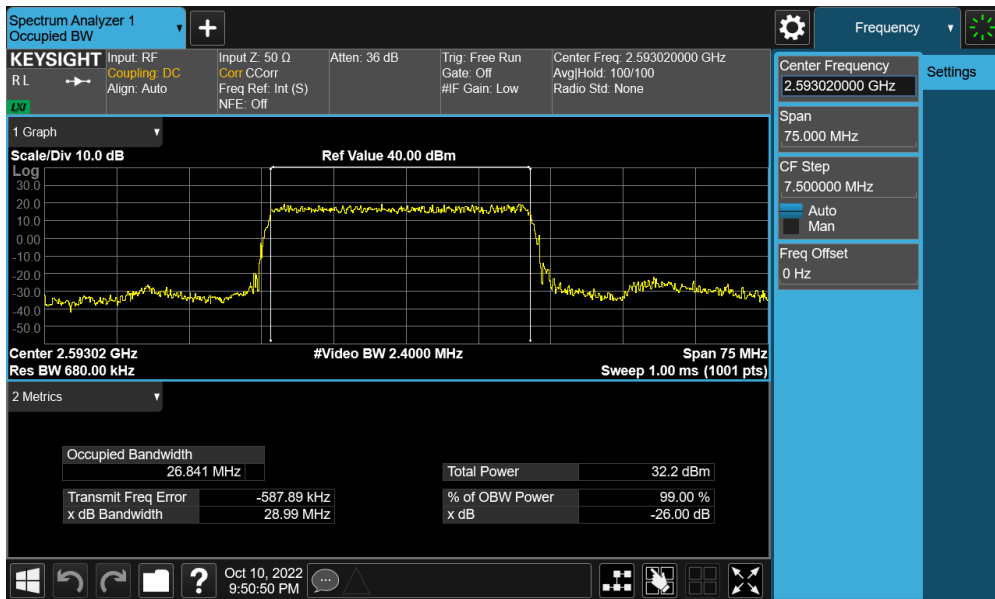 Spectrum Analyzer 1
Occupied BW
+
Frequency
KEYSIGHT
R L
LXI
Input: RF
Coupling: DC
Align: Auto
Input Z: 50 Ω
Corr CCorr
Freq Ref: Int (S)
NFE: Off
Atten: 36 dB
Trig: Free Run
Gate: Off
#IF Gain: Low
Center Freq: 2.593020000 GHz
Avg|Hold: 100/100
Radio Std: None
Center Frequency
2.593020000 GHz
Settings
Span
75.000 MHz
CF Step
7.500000 MHz
Auto
Man
Freq Offset
0 Hz
1 Graph
Scale/Div 10.0 dB
Ref Value 40.00 dBm
Log
30.0
20.0
10.0
0.00
-10.0
-20.0
-30.0
-40.0
-50.0
Center 2.59302 GHz
#Video BW 2.4000 MHz
Span 75 MHz
Res BW 680.00 kHz
Sweep 1.00 ms (1001 pts)
2 Metrics
Occupied Bandwidth
26.841 MHz
Total Power 32.2 dBm
Transmit Freq Error -587.89 kHz
% of OBW Power 99.00 %
x dB Bandwidth 28.99 MHz
x dB -26.00 dB
?
Oct 10, 2022
9:50:50 PM